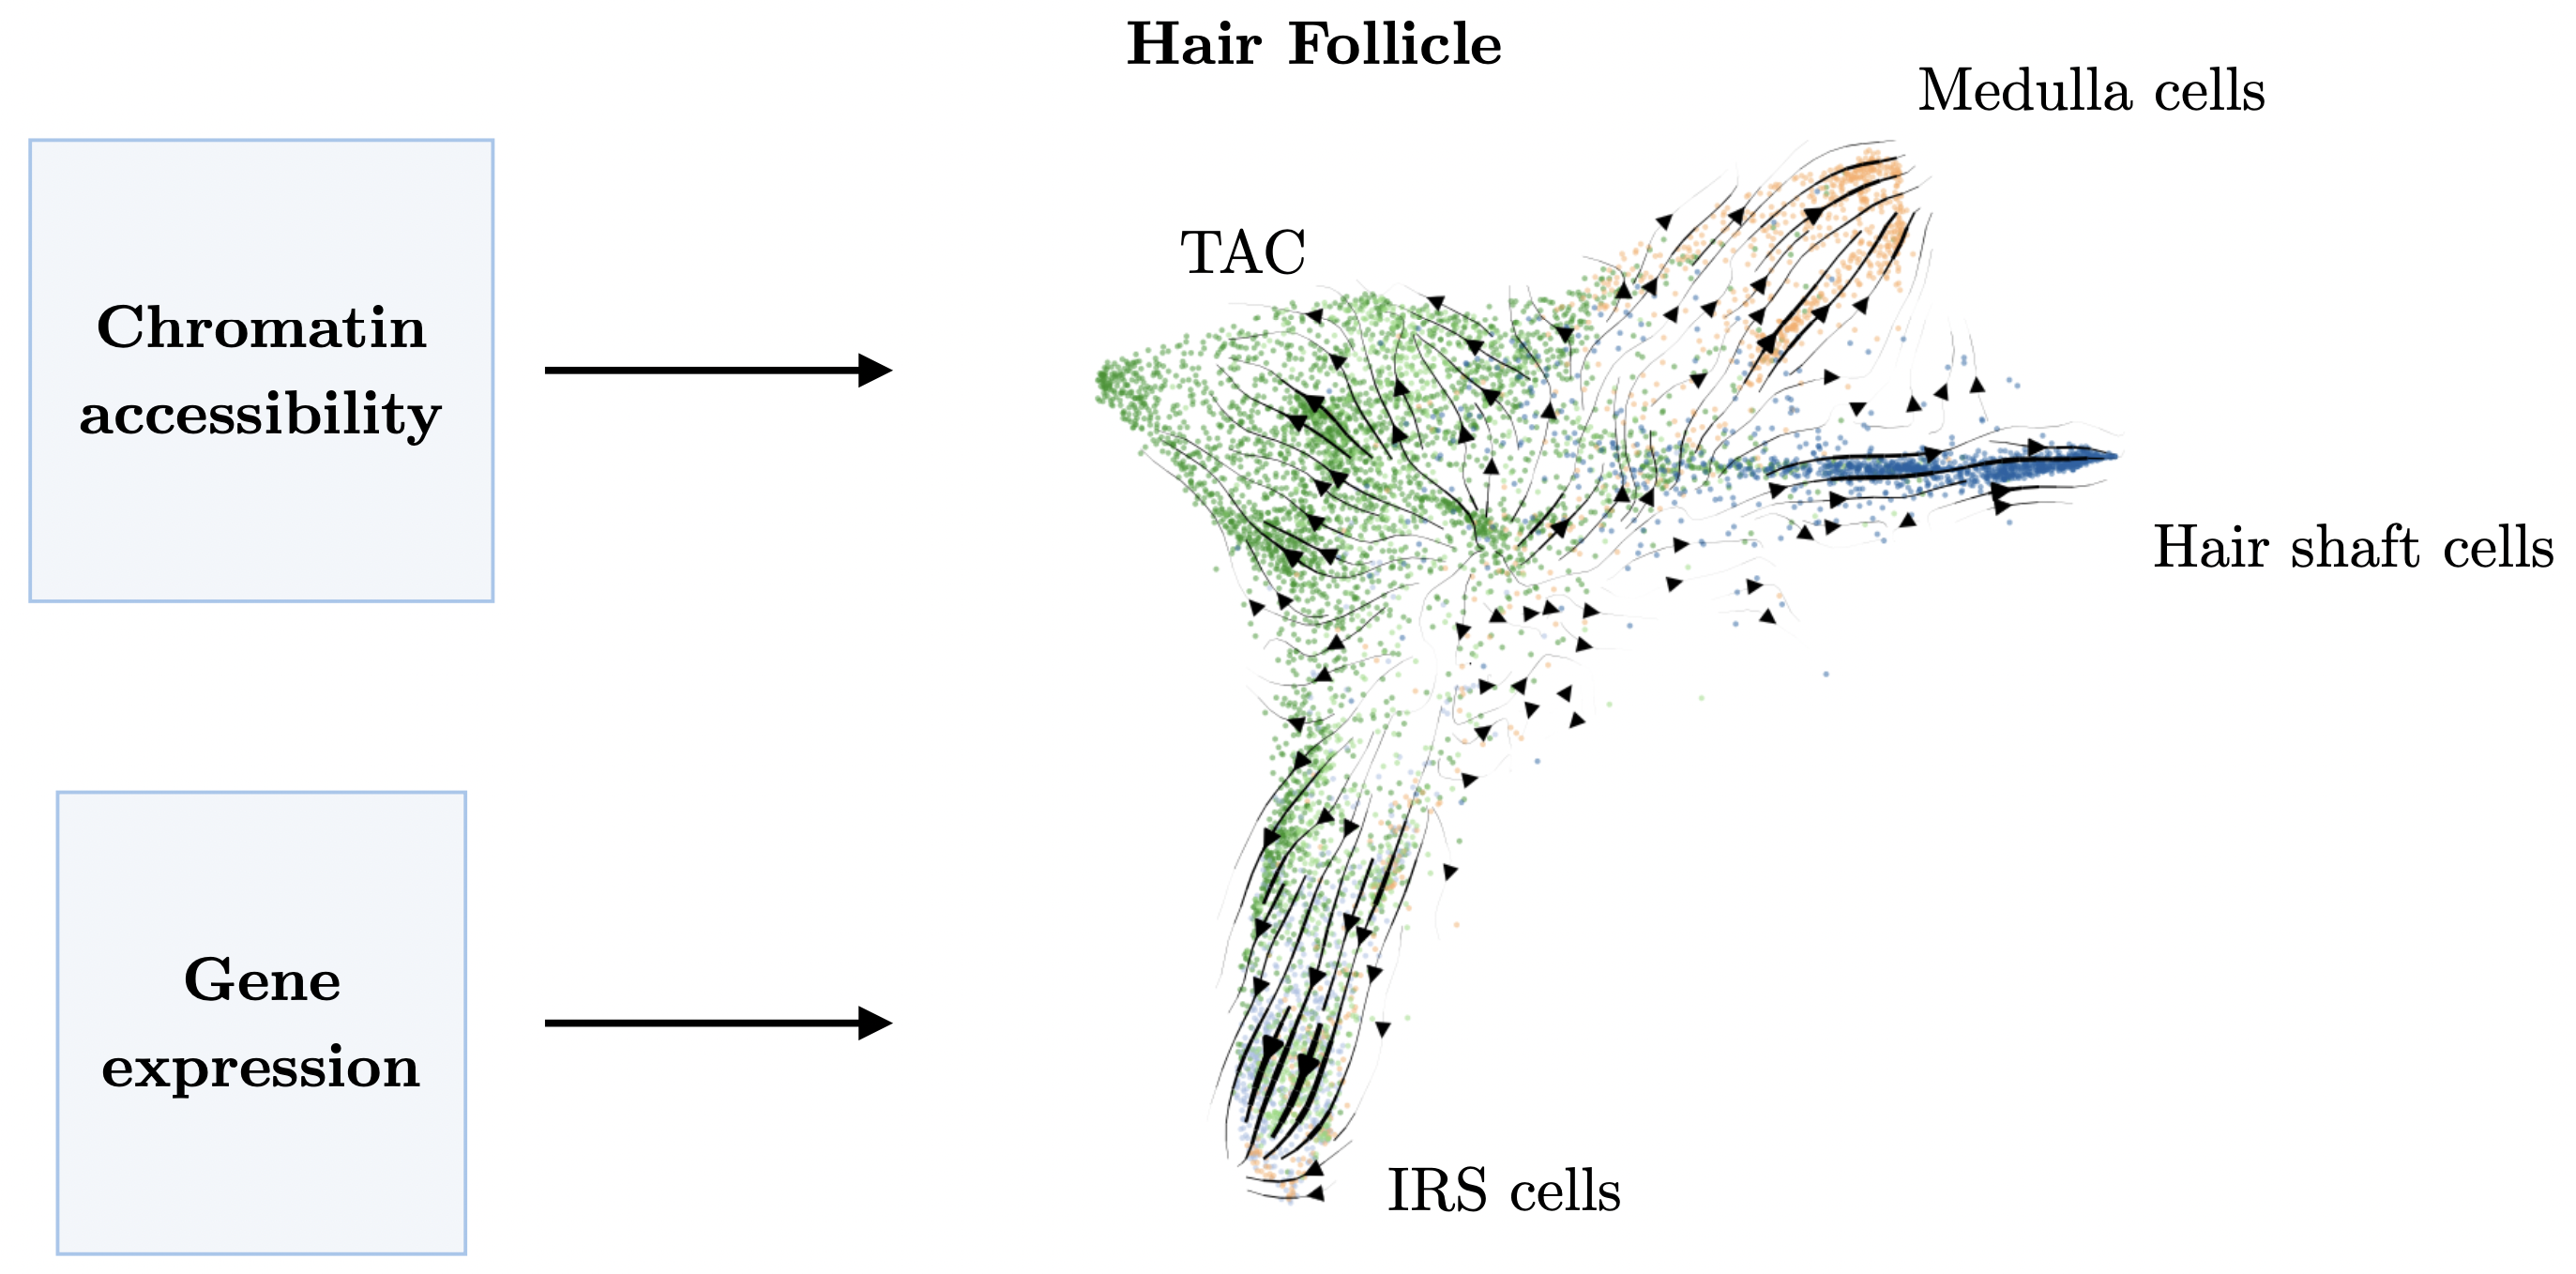 Hair Follicle
Medulla cells
TAC
Chromatin
accessibility
Hair shaft cells
Gene
expression
IRS cells